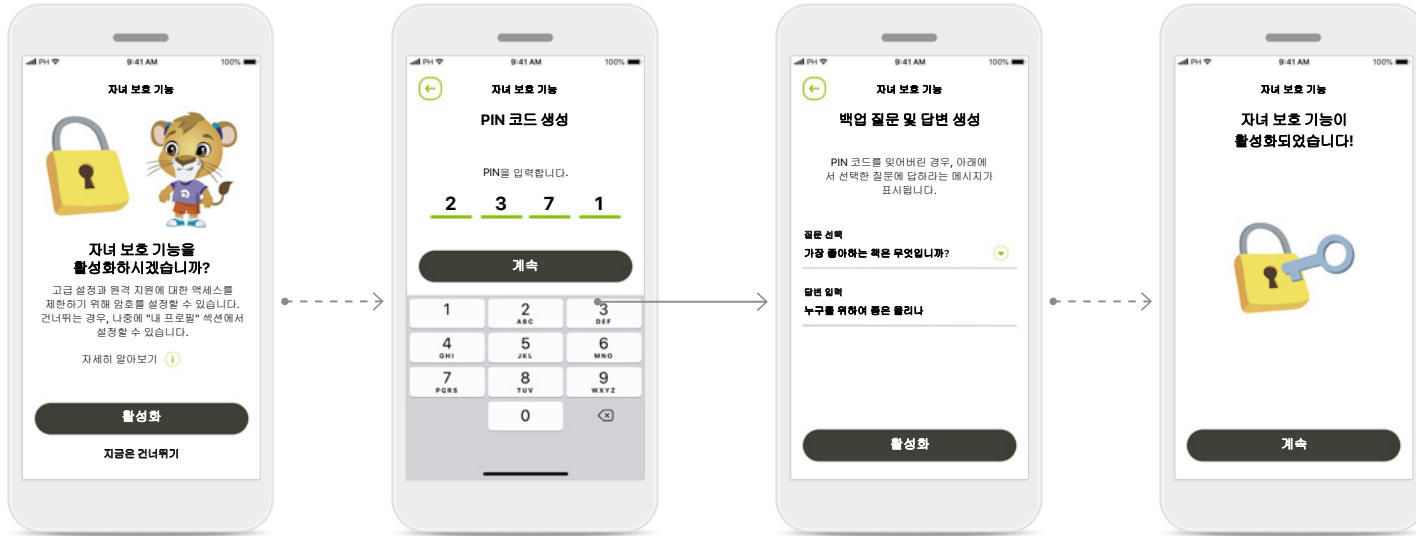 PH 9:41 AM 100%
자녀 보호 기능
자녀 보호 기능을
활성화하시겠습니까?
고급 설정과 원격 지원에 대한 액세스를
제한하기 위해 암호를 설정할 수 있습니다.
건너뛰는 경우, 나중에 "내 프로필" 섹션에서
설정할 수 있습니다.
자세히 알아보기 i
활성화
지금은 건너뛰기
PH 9:41 AM 100%
자녀 보호 기능
PIN 코드 생성
PIN을 입력합니다.
2 3 7 1
계속
1 2 3
ABC DEF
4 5 6
GHI JKL MNO
7 8 9
PQRS TUV WXYZ
0
PH 9:41 AM 100%
자녀 보호 기능
백업 질문 및 답변 생성
PIN 코드를 잊어버린 경우, 아래에
서 선택한 질문에 답하라는 메시지가
표시됩니다.
질문 선택
가장 좋아하는 책은 무엇입니까?
답변 입력
누구를 위하여 종은 울리나
활성화
PH 9:41 AM 100%
자녀 보호 기능
자녀 보호 기능이
활성화되었습니다!
계속